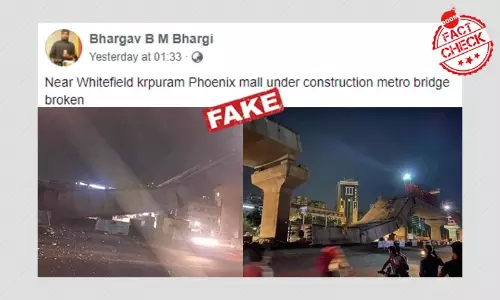 Bhargav B M Bhargi
Yesterday at 01:33 ·
Near Whitefield krpuram Phoenix mall under construction metro bridge
broken
FAKE
100%
FACT
CHECK